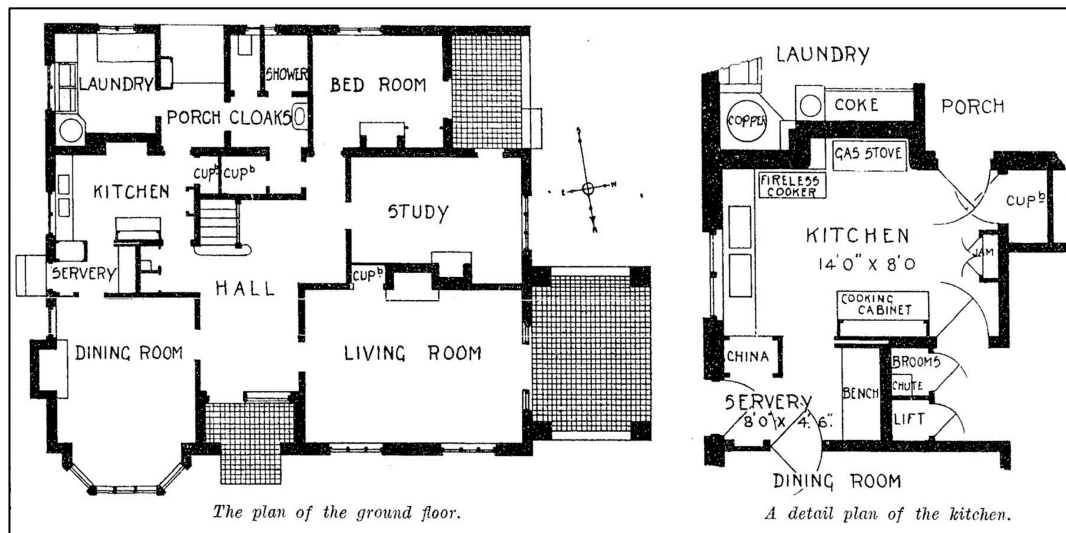 LAUNDRY
SHOWER
BED ROOM
PORCH
CLOAKS
KITCHEN
CUPᵇ
CUPᵇ
STUDY
SERVERY
HALL
CUPᵇ
DINING ROOM
LIVING ROOM
The plan of the ground floor.
LAUNDRY
COPPER
COKE
PORCH
GAS STOVE
FIRELESS
COOKER
CUPᵇ
KITCHEN
14'0" X 8'0
JAM
COOKING
CABINET
CHINA
BROOMS
BENCH
CHUTE
SERVERY
8'0" X 4'6"
LIFT
DINING ROOM
A detail plan of the kitchen.